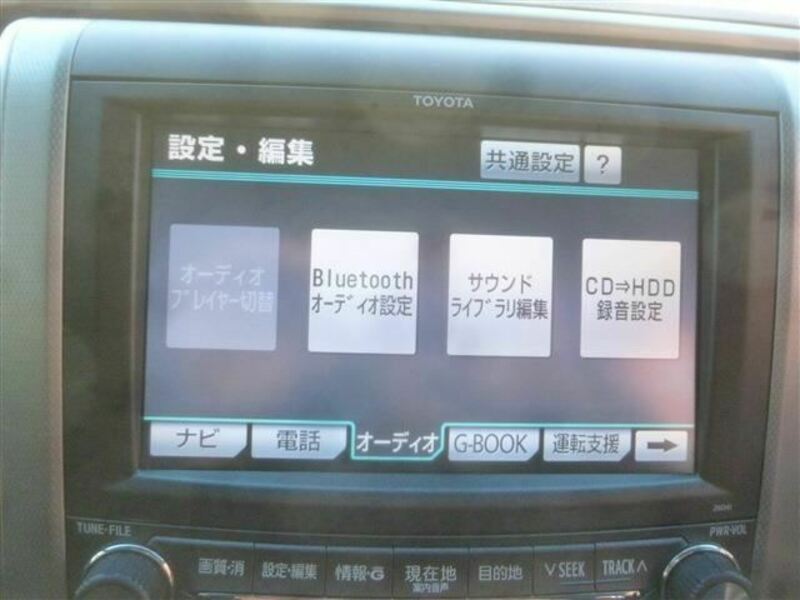 TOYOTA
設定・編集
共通設定 ?
オーディオ
プレイヤー切替
Bluetooth
オーディオ設定
サウンド
ライブラリ編集
CD⇒HDD
録音設定
ナビ 電話 オーディオ G-BOOK 運転支援 ➡
TUNE・FILE
PWR・VOL
画質・消 設定・編集 情報・G 現在地 目的地 ∨ SEEK TRACK ∧
案内音声